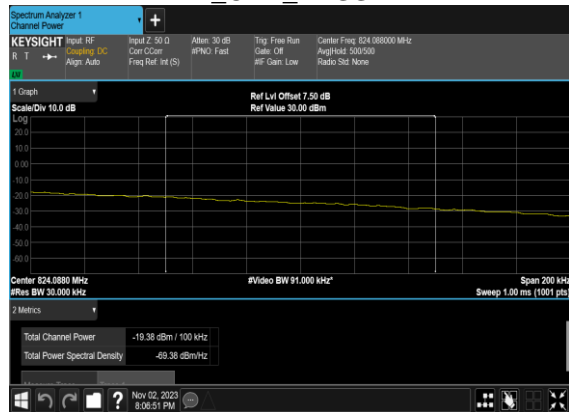 Spectrum Analyzer 1
Channel Power
+
KEYSIGHT
R T
LXI
Input: RF
Coupling: DC
Align: Auto
Input Z: 50 Ω
Corr CCorr
Freq Ref: Int (S)
Atten: 30 dB
#PNO: Fast
Trig: Free Run
Gate: Off
#IF Gain: Low
Center Freq: 824.088000 MHz
Avg|Hold: 500/500
Radio Std: None
1 Graph
Scale/Div 10.0 dB
Ref Lvl Offset 7.50 dB
Ref Value 30.00 dBm
Log
20.0
10.0
0.00
-10.0
-20.0
-30.0
-40.0
-50.0
-60.0
Center 824.0880 MHz
#Res BW 30.000 kHz
#Video BW 91.000 kHz*
Span 200 kHz
Sweep 1.00 ms (1001 pts)
2 Metrics
Total Channel Power -19.38 dBm / 100 kHz
Total Power Spectral Density -69.38 dBm/Hz
?
Nov 02, 2023
8:06:51 PM